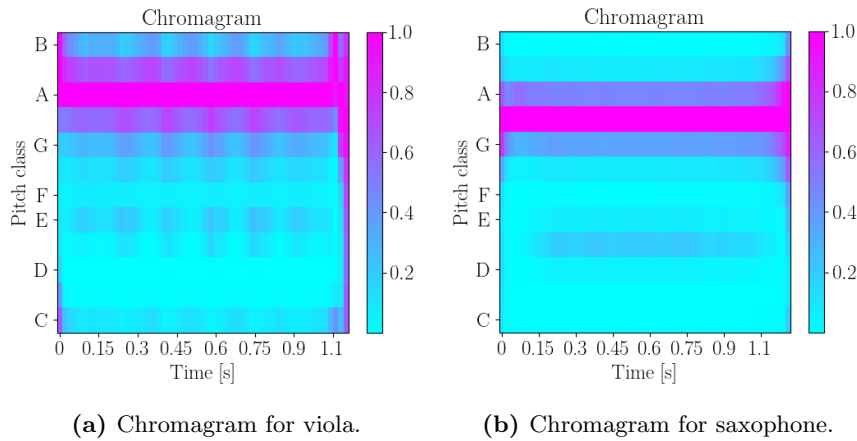 Chromagram
B
A
G
F
E
D
C
Pitch class
0 0.15 0.3 0.45 0.6 0.75 0.9 1.1
Time [s]
1.0
0.8
0.6
0.4
0.2
(a) Chromagram for viola.
Chromagram
B
A
G
F
E
D
C
Pitch class
0 0.15 0.3 0.45 0.6 0.75 0.9 1.1
Time [s]
1.0
0.8
0.6
0.4
0.2
(b) Chromagram for saxophone.